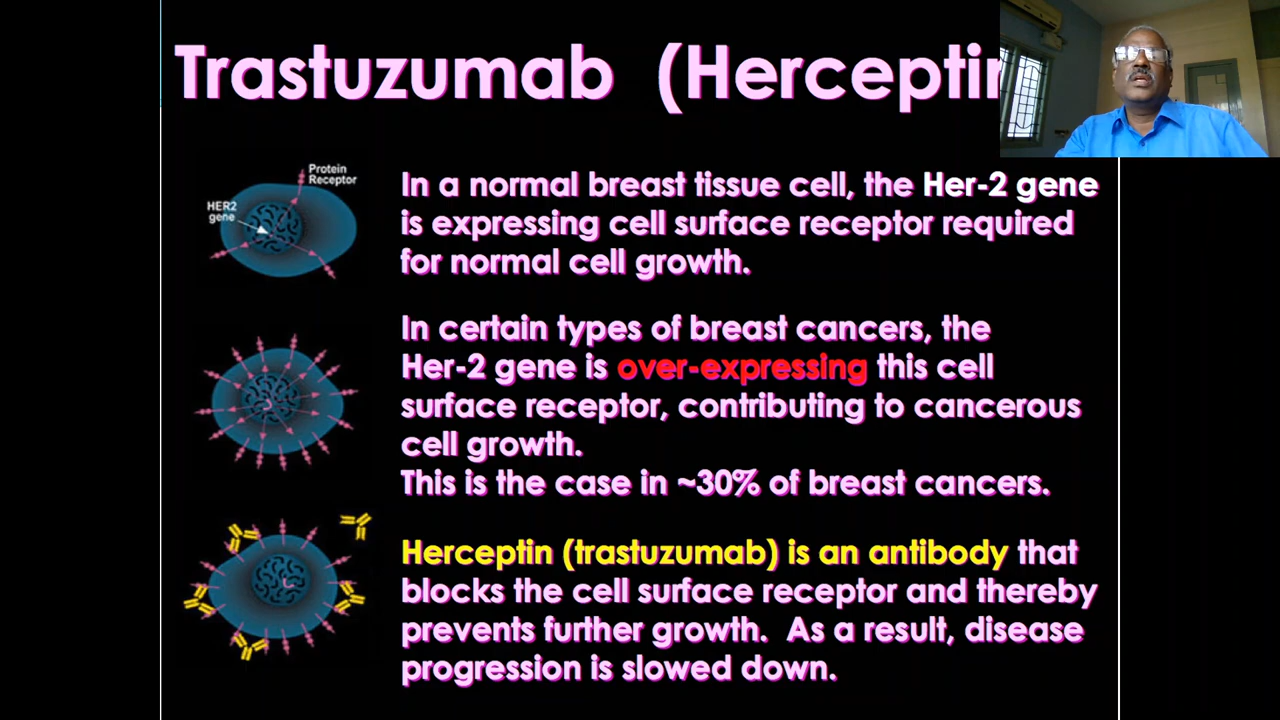 Trastuzumab (Herceptin
Protein
Receptor
HER2
gene
In a normal breast tissue cell, the Her-2 gene
is expressing cell surface receptor required
for normal cell growth.
In certain types of breast cancers, the
Her-2 gene is over-expressing this cell
surface receptor, contributing to cancerous
cell growth.
This is the case in ~30% of breast cancers.
Herceptin (trastuzumab) is an antibody that
blocks the cell surface receptor and thereby
prevents further growth. As a result, disease
progression is slowed down.